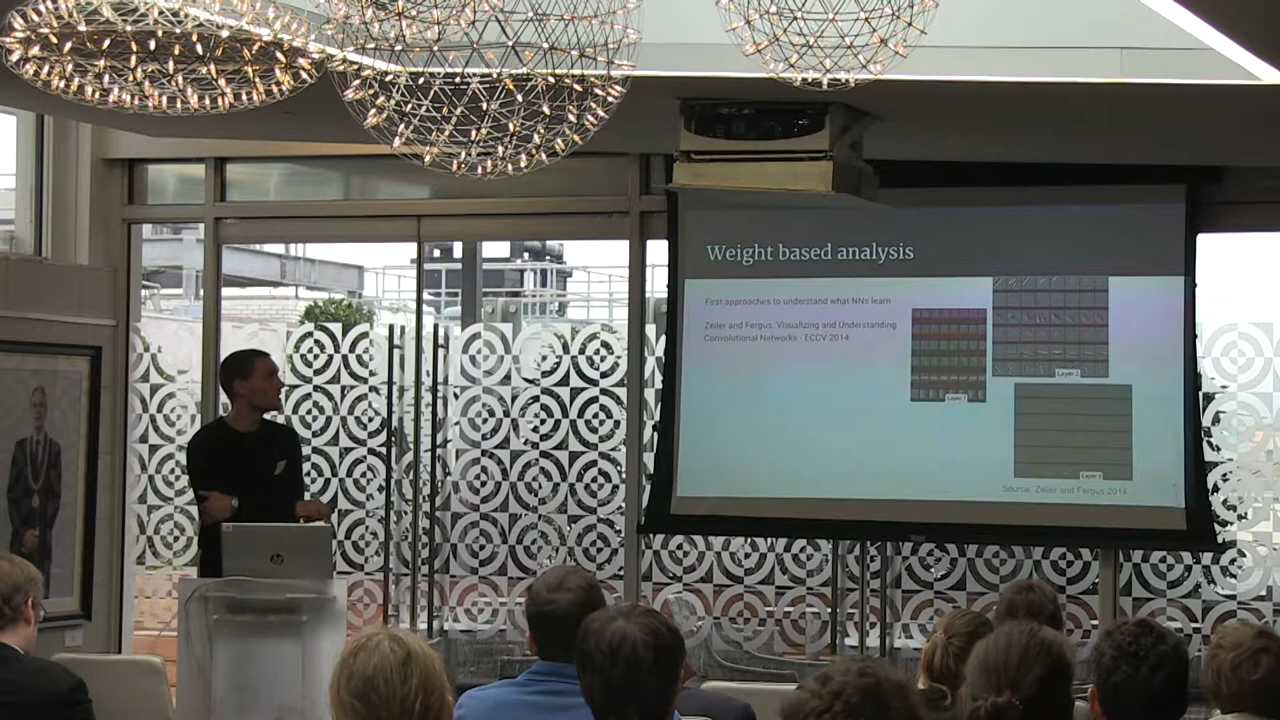 Weight based analysis
First approaches to understand what NNs learn
Zeiler and Fergus: Visualizing and Understanding
Convolutional Networks - ECCV 2014
Layer 2
Layer 1
Layer 3
Source: Zeiler and Fergus 2014
hp